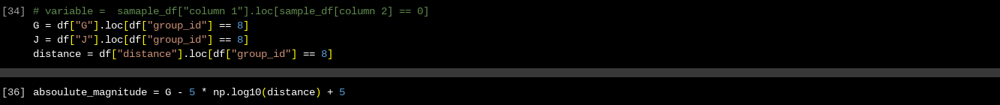 [34] # variable =  samaple_df["column 1"].loc[sample_df[column 2] == 0]
G = df["G"].loc[df["group_id"] == 8]
J = df["J"].loc[df["group_id"] == 8]
distance = df["distance"].loc[df["group_id"] == 8]
[36] absoulute_magnitude = G - 5 * np.log10(distance) + 5